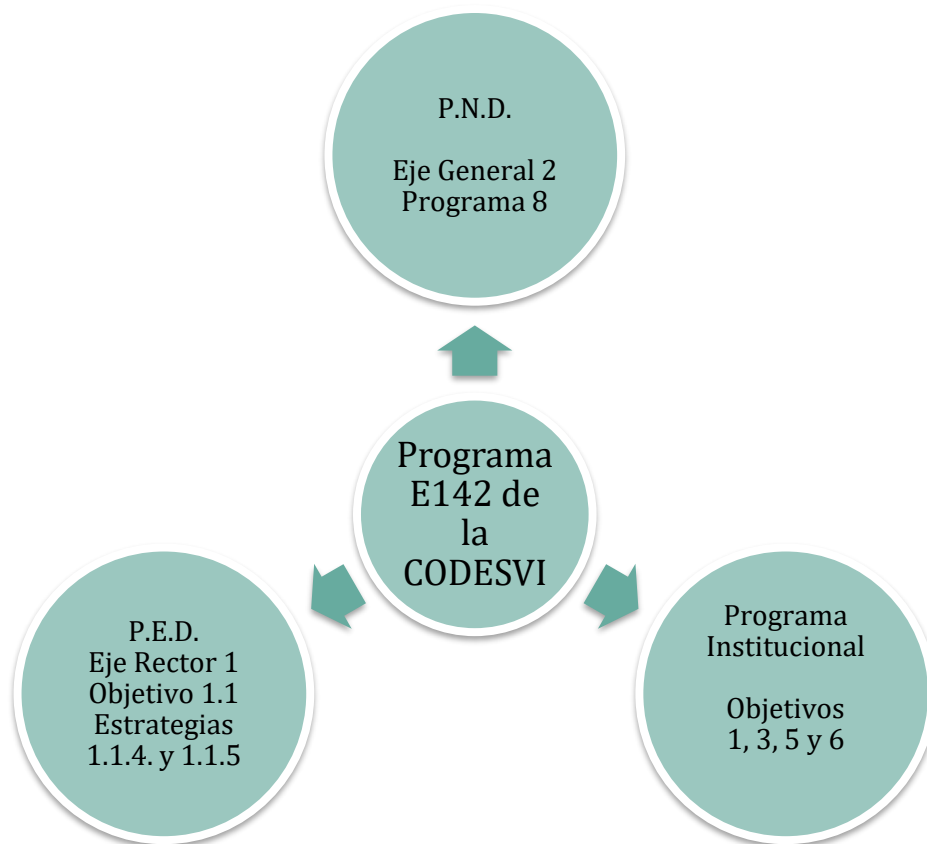 P.N.D.
Eje General 2
Programa 8
Programa
E142 de
la
CODESVI
P.E.D.
Eje Rector 1
Objetivo 1.1
Estrategias
1.1.4. y 1.1.5
Programa
Institucional
Objetivos
1, 3, 5 y 6